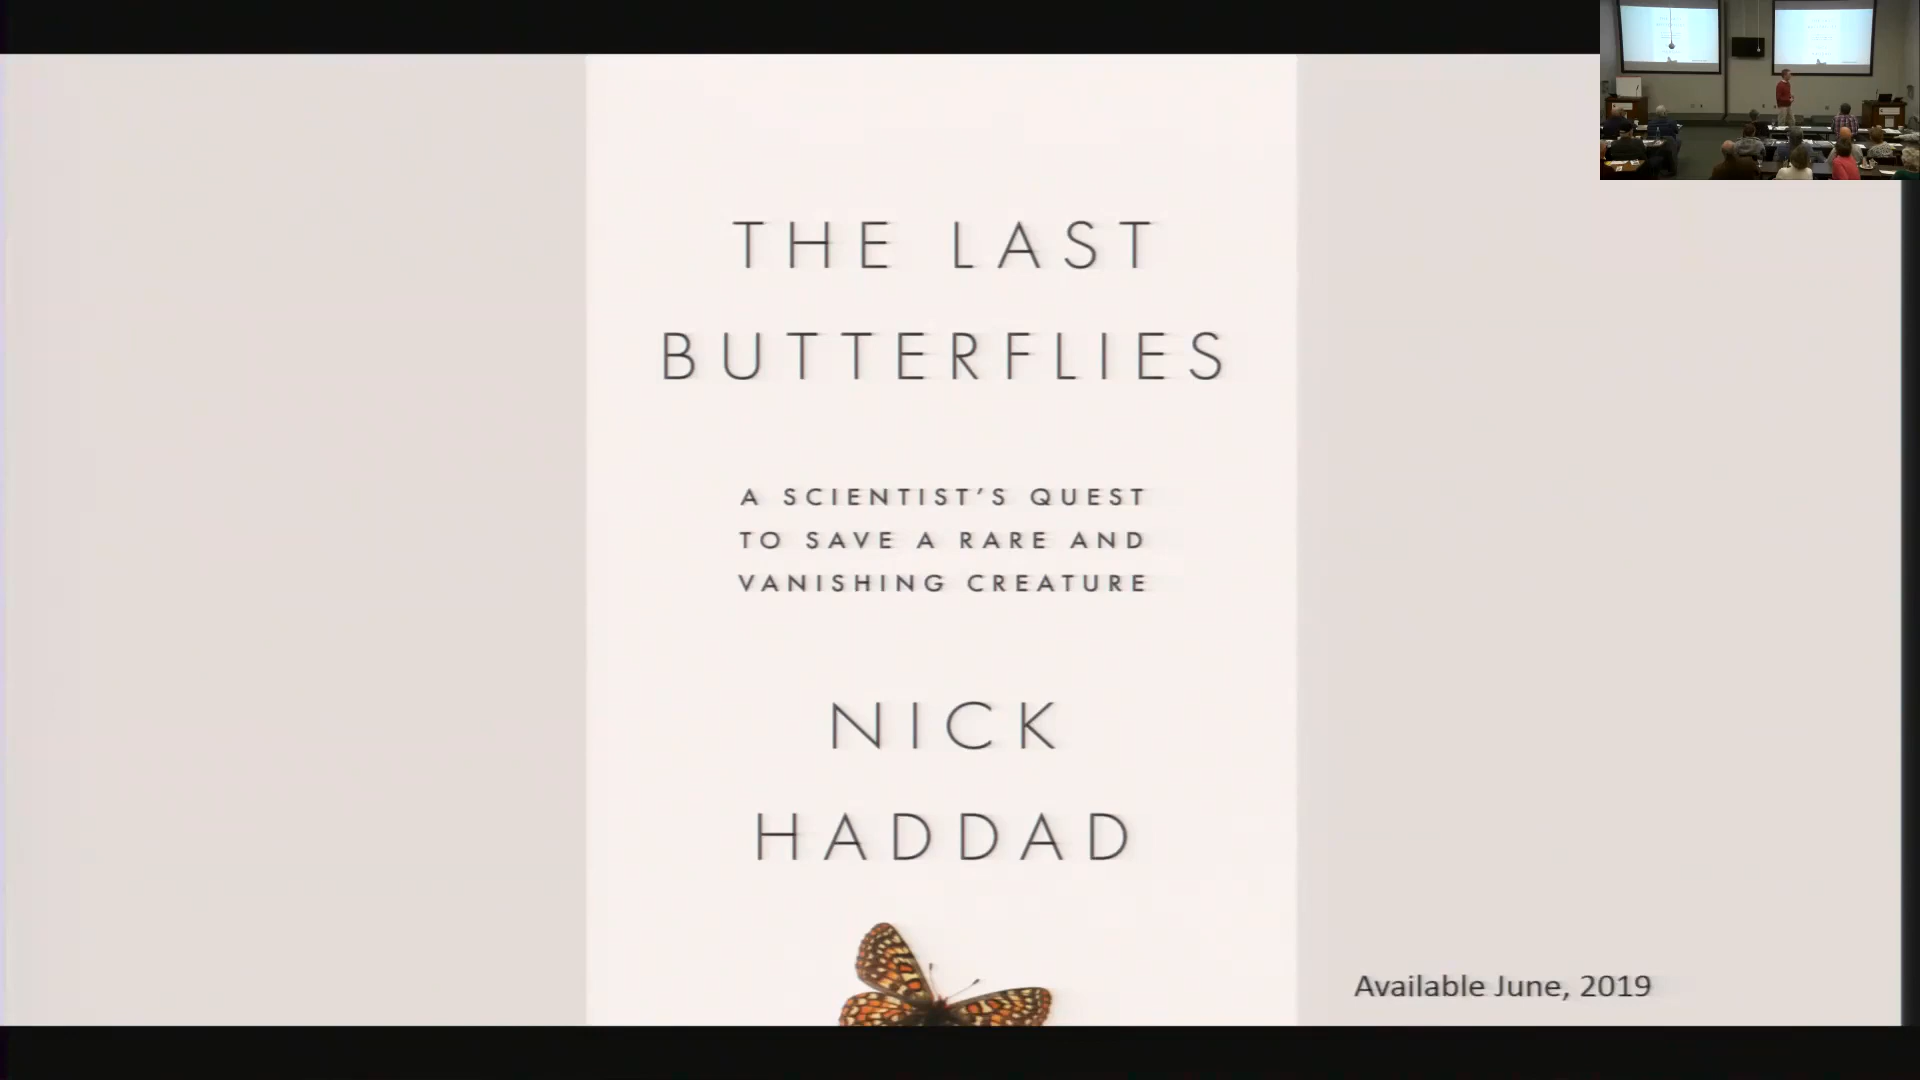 THE LAST
BUTTERFLIES
A SCIENTIST'S QUEST
TO SAVE A RARE AND
VANISHING CREATURE
NICK
HADDAD
Available June, 2019